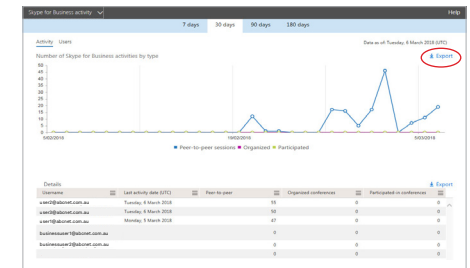 Skype for Business activity
Help
7 days 30 days 90 days 180 days
Activity Users
Data as of: Tuesday, 6 March 2018 (UTC)
Number of Skype for Business activities by type
Export
50
45
40
35
30
25
20
15
10
5
0
5/02/2018 19/02/2018 5/03/2018
Peer-to-peer sessions Organized Participated
Details
Export
Username Last activity date (UTC) Peer-to-peer Organized conferences Participated in conferences
user2@abcnet.com.au Tuesday, 6 March 2018 93 0 0
user3@abcnet.com.au Tuesday, 6 March 2018 93 0 0
user1@abcnet.com.au Monday, 5 March 2018 47 0 0
businessuser1@abcnet.com.au 0 0 0
businessuser2@abcnet.com.au 0 0 0
0 0 0